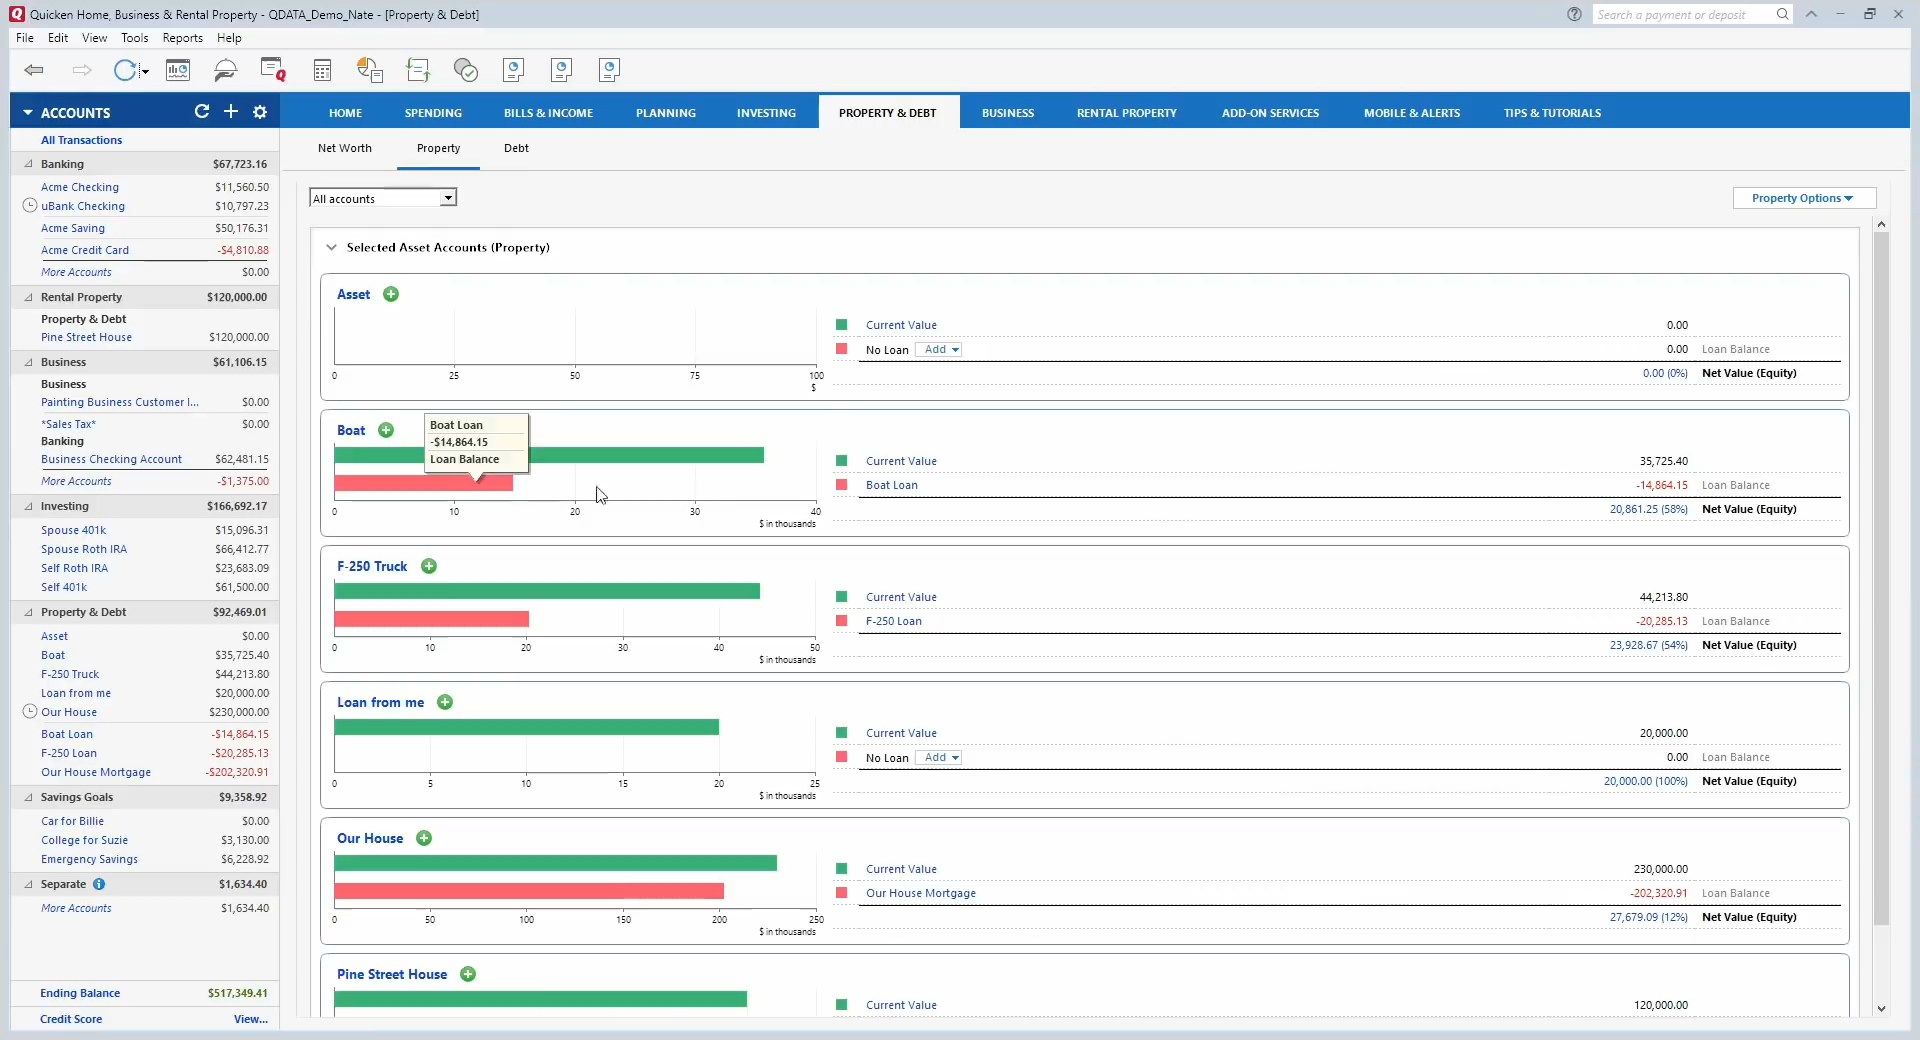 Quicken Home, Business & Rental Property - QDATA_Demo_Nate - [Property & Debt]
Search a payment or deposit
File Edit View Tools Reports Help
ACCOUNTS
HOME SPENDING BILLS & INCOME PLANNING INVESTING PROPERTY & DEBT BUSINESS RENTAL PROPERTY ADD-ON SERVICES MOBILE & ALERTS TIPS & TUTORIALS
All Transactions
Banking $67,723.16
Acme Checking $11,560.50
uBank Checking $10,797.23
Acme Saving $50,176.31
Acme Credit Card -$4,810.88
More Accounts $0.00
Rental Property $120,000.00
Property & Debt
Pine Street House $120,000.00
Business $61,106.15
Business
Painting Business Customer I... $0.00
*Sales Tax* $0.00
Banking
Business Checking Account $62,481.15
More Accounts -$1,375.00
Investing $166,692.17
Spouse 401k $15,096.31
Spouse Roth IRA $66,412.77
Self Roth IRA $23,683.09
Self 401k $61,500.00
Property & Debt $92,469.01
Asset $0.00
Boat $35,725.40
F-250 Truck $44,213.80
Loan from me $20,000.00
Our House $230,000.00
Boat Loan -$14,864.15
F-250 Loan -$20,285.13
Our House Mortgage -$202,320.91
Savings Goals $9,358.92
Car for Billie $0.00
College for Suzie $3,130.00
Emergency Savings $6,228.92
Separate $1,634.40
More Accounts $1,634.40
Ending Balance $517,349.41
Credit Score View...
Net Worth Property Debt
All accounts
Property Options
Selected Asset Accounts (Property)
Asset
0 25 50 75 100
$
Current Value 0.00
No Loan Add 0.00 Loan Balance
0.00 (0%) Net Value (Equity)
Boat
Boat Loan
-$14,864.15
Loan Balance
0 10 20 30 40
$ in thousands
Current Value 35,725.40
Boat Loan -14,864.15 Loan Balance
20,861.25 (58%) Net Value (Equity)
F-250 Truck
0 10 20 30 40 50
$ in thousands
Current Value 44,213.80
F-250 Loan -20,285.13 Loan Balance
23,928.67 (54%) Net Value (Equity)
Loan from me
0 5 10 15 20 25
$ in thousands
Current Value 20,000.00
No Loan Add 0.00 Loan Balance
20,000.00 (100%) Net Value (Equity)
Our House
0 50 100 150 200 250
$ in thousands
Current Value 230,000.00
Our House Mortgage -202,320.91 Loan Balance
27,679.09 (12%) Net Value (Equity)
Pine Street House
Current Value 120,000.00